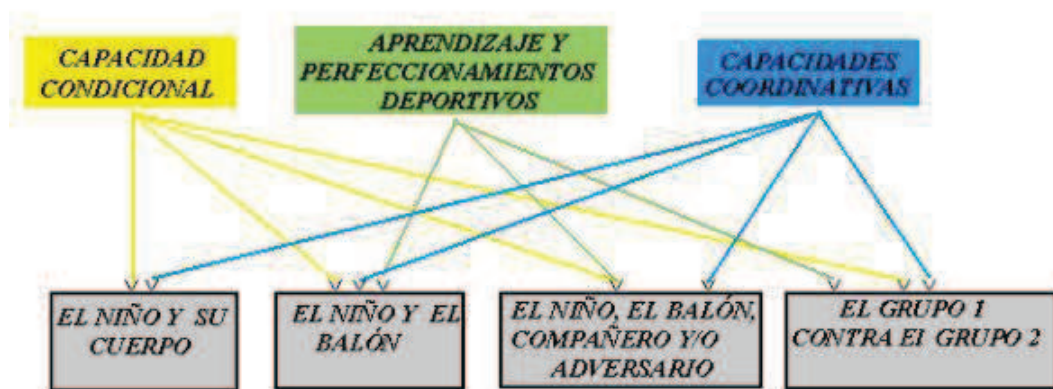 CAPACIDAD
CONDICIONAL
APRENDIZAJE Y
PERFECCIONAMIENTOS
DEPORTIVOS
CAPACIDADES
COORDINATIVAS
EL NIÑO Y SU
CUERPO
EL NIÑO Y EL
BALÓN
EL NIÑO, EL BALÓN,
COMPAÑERO Y/O
ADVERSARIO
EL GRUPO 1
CONTRA El GRUPO 2